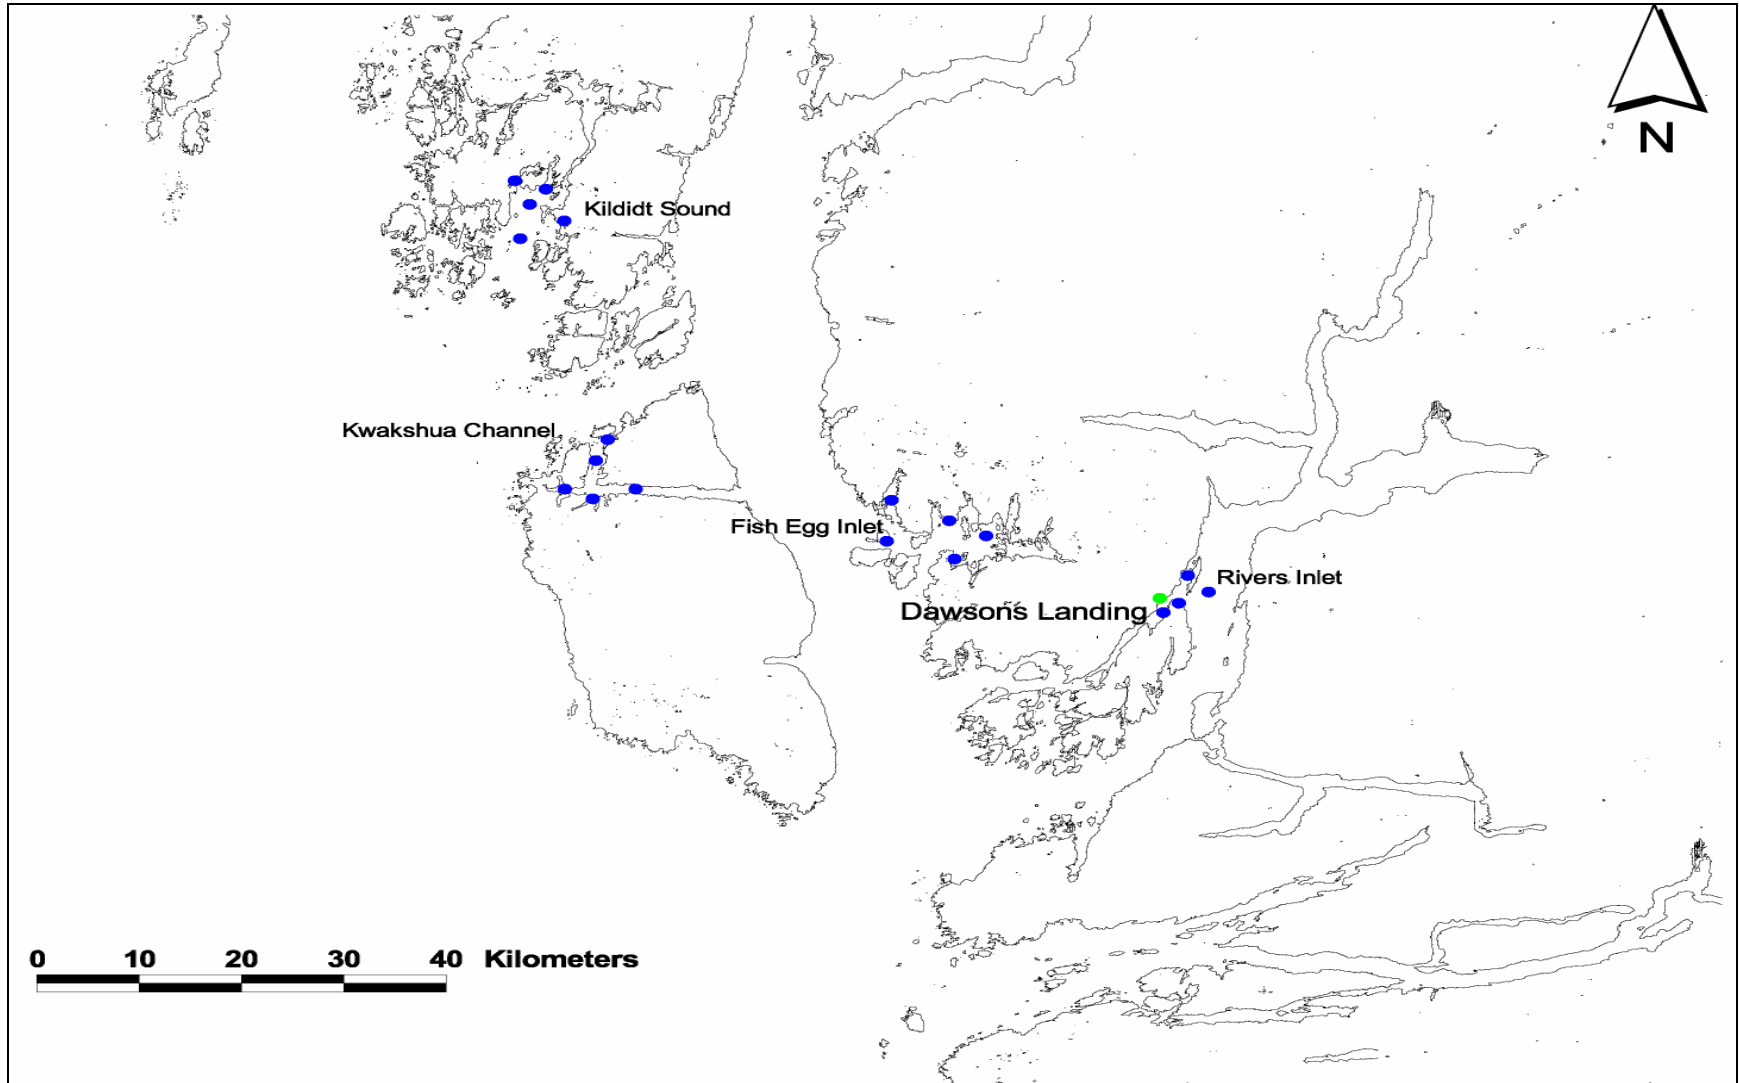 N
Kildidt Sound
Kwakshua Channel
Fish Egg Inlet
Rivers Inlet
Dawsons Landing
0 10 20 30 40 Kilometers